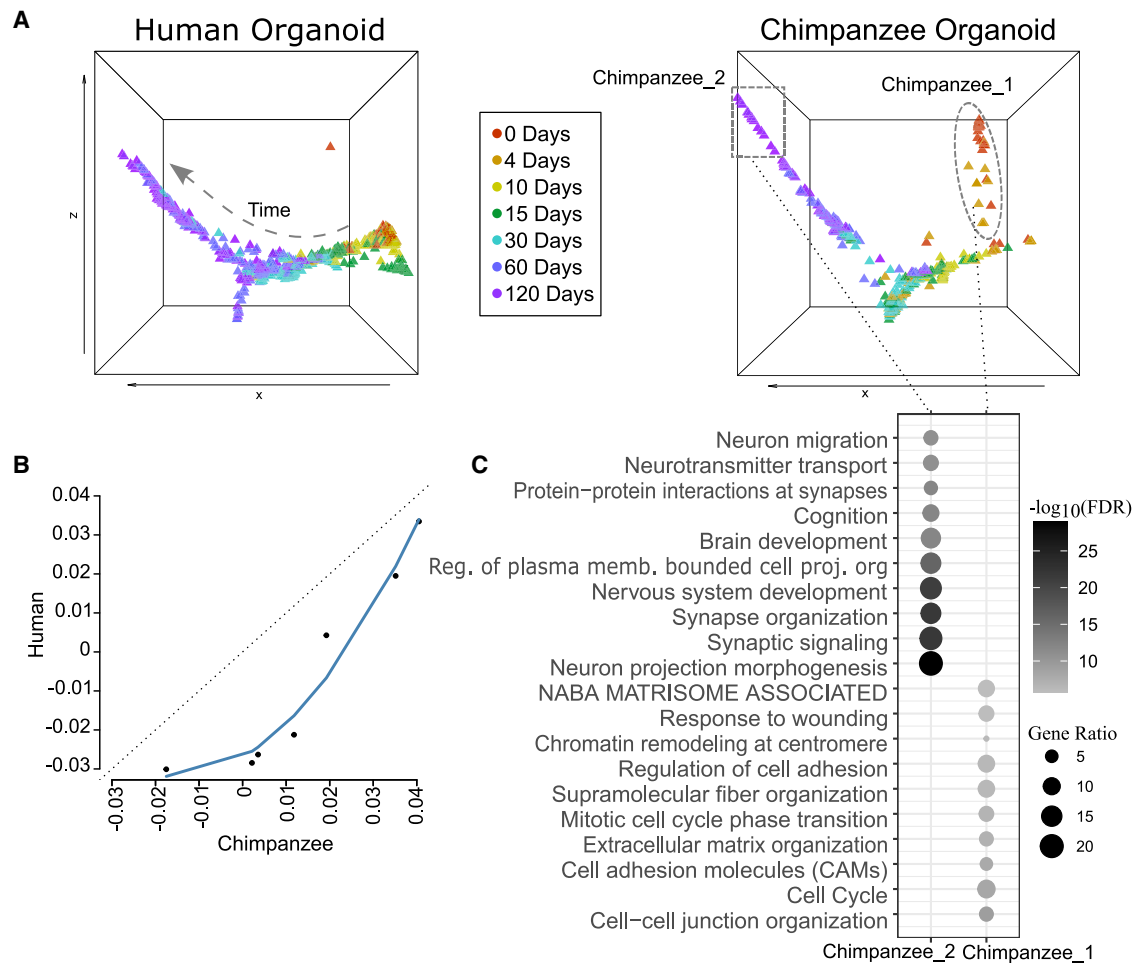 A
Human Organoid
Chimpanzee Organoid
Chimpanzee_2
Chimpanzee_1
Time
z
x
0 Days
4 Days
10 Days
15 Days
30 Days
60 Days
120 Days
x
B
0.04
0.03
0.02
0.01
0
-0.01
-0.02
-0.03
Human
-0.03
-0.02
-0.01
0
0.01
0.02
0.03
0.04
Chimpanzee
C
Neuron migration
Neurotransmitter transport
Protein−protein interactions at synapses
Cognition
Brain development
Reg. of plasma memb. bounded cell proj. org
Nervous system development
Synapse organization
Synaptic signaling
Neuron projection morphogenesis
NABA MATRISOME ASSOCIATED
Response to wounding
Chromatin remodeling at centromere
Regulation of cell adhesion
Supramolecular fiber organization
Mitotic cell cycle phase transition
Extracellular matrix organization
Cell adhesion molecules (CAMs)
Cell Cycle
Cell−cell junction organization
Chimpanzee_2
Chimpanzee_1
-log10(FDR)
25
20
15
10
Gene Ratio
5
10
15
20